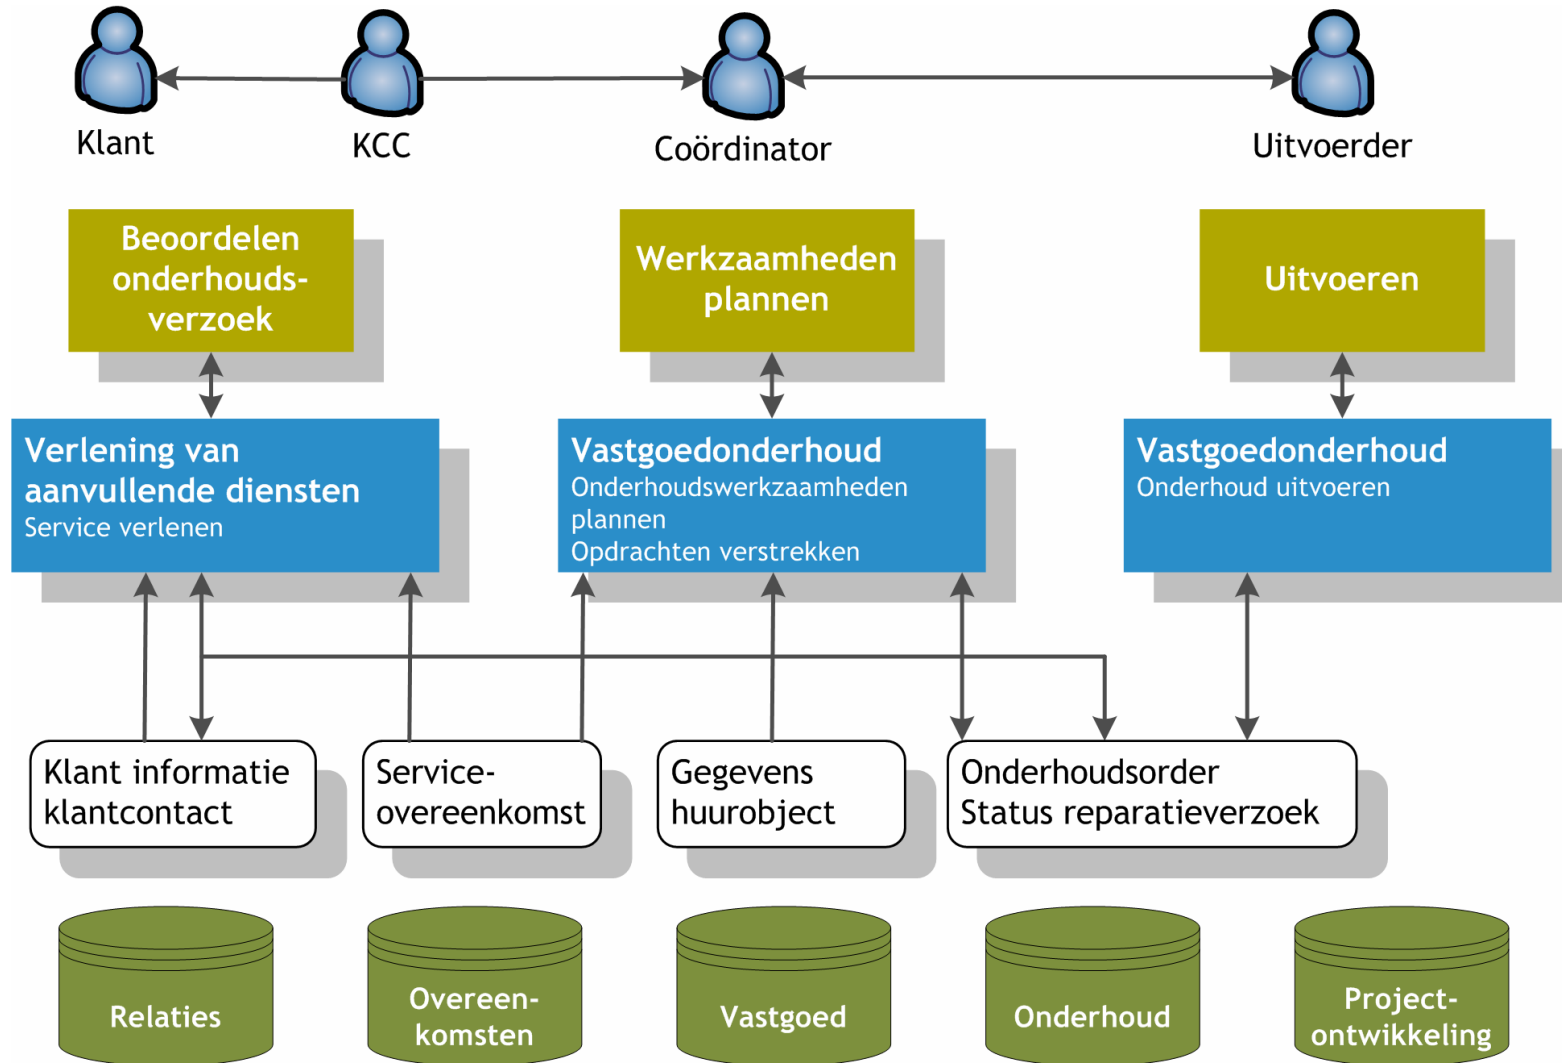 Klant
KCC
Coördinator
Uitvoerder
Beoordelen
onderhouds-
verzoek
Werkzaamheden
plannen
Uitvoeren
Verlening van
aanvullende diensten
Service verlenen
Vastgoedonderhoud
Onderhoudswerkzaamheden
plannen
Opdrachten verstrekken
Vastgoedonderhoud
Onderhoud uitvoeren
Klant informatie
klantcontact
Service-
overeenkomst
Gegevens
huurobject
Onderhoudsorder
Status reparatieverzoek
Relaties
Overeen-
komsten
Vastgoed
Onderhoud
Project-
ontwikkeling